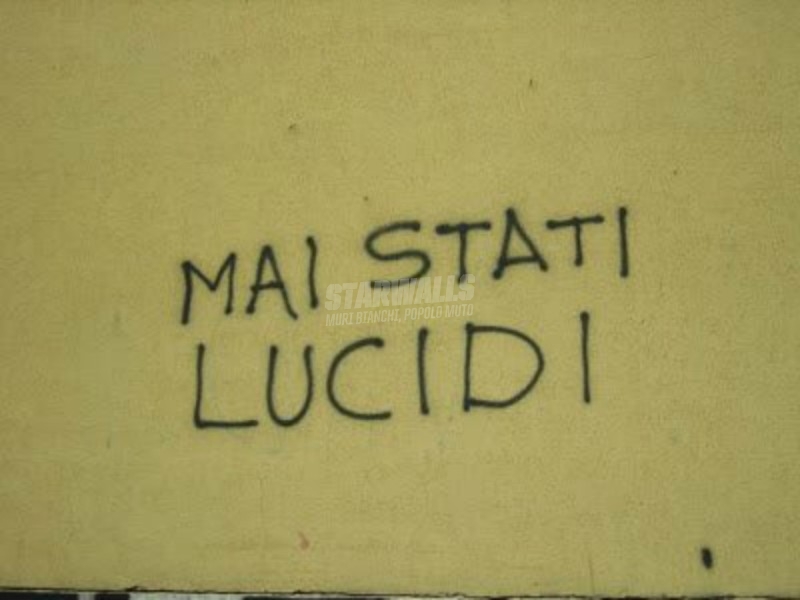 MAI STATI
LUCIDI
STARWALLS
MURI BIANCHI, POPOLO MUTO